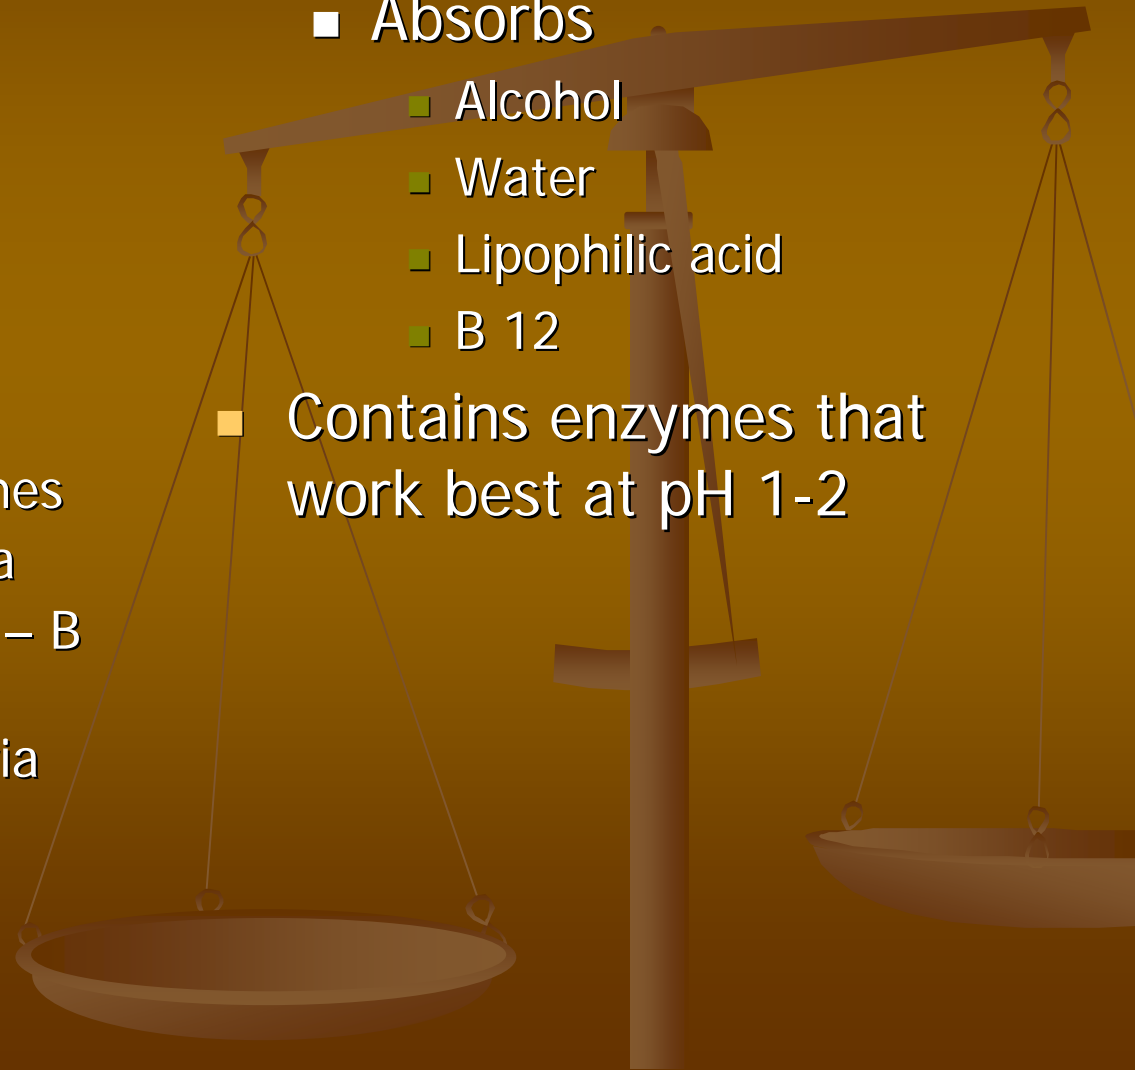 Absorbs
Alcohol
Water
Lipophilic acid
B 12
Contains enzymes that
work best at pH 1-2
– B